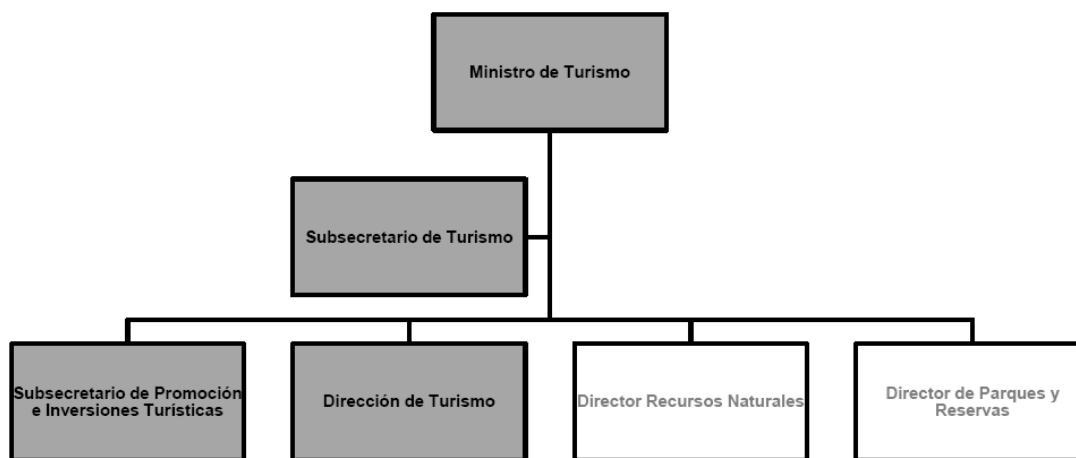 Ministro de Turismo
Subsecretario de Turismo
Subsecretario de Promoción
e Inversiones Turísticas
Dirección de Turismo
Director Recursos Naturales
Director de Parques y
Reservas